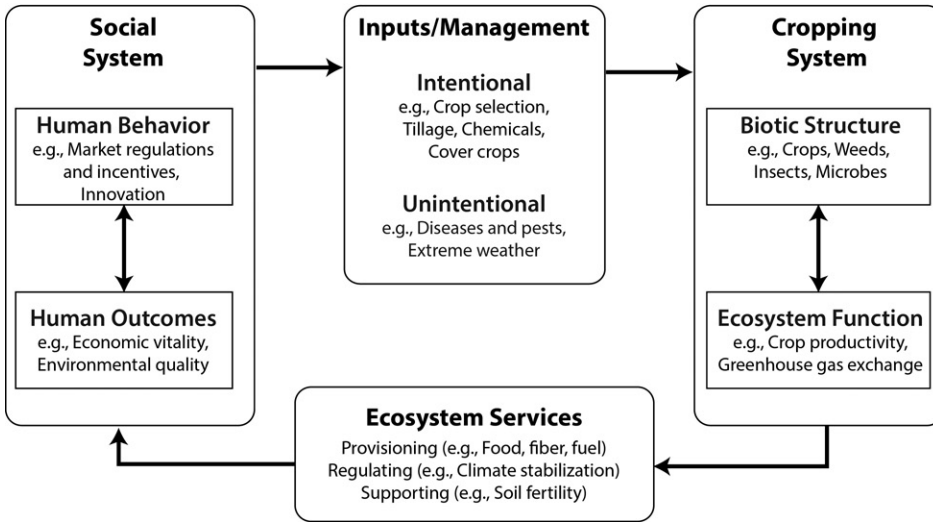 Social
System
Human Behavior
e.g., Market regulations
and incentives,
Innovation
Human Outcomes
e.g., Economic vitality,
Environmental quality
Inputs/Management
Intentional
e.g., Crop selection,
Tillage, Chemicals,
Cover crops
Unintentional
e.g., Diseases and pests,
Extreme weather
Cropping
System
Biotic Structure
e.g., Crops, Weeds,
Insects, Microbes
Ecosystem Function
e.g., Crop productivity,
Greenhouse gas exchange
Ecosystem Services
Provisioning (e.g., Food, fiber, fuel)
Regulating (e.g., Climate stabilization)
Supporting (e.g., Soil fertility)